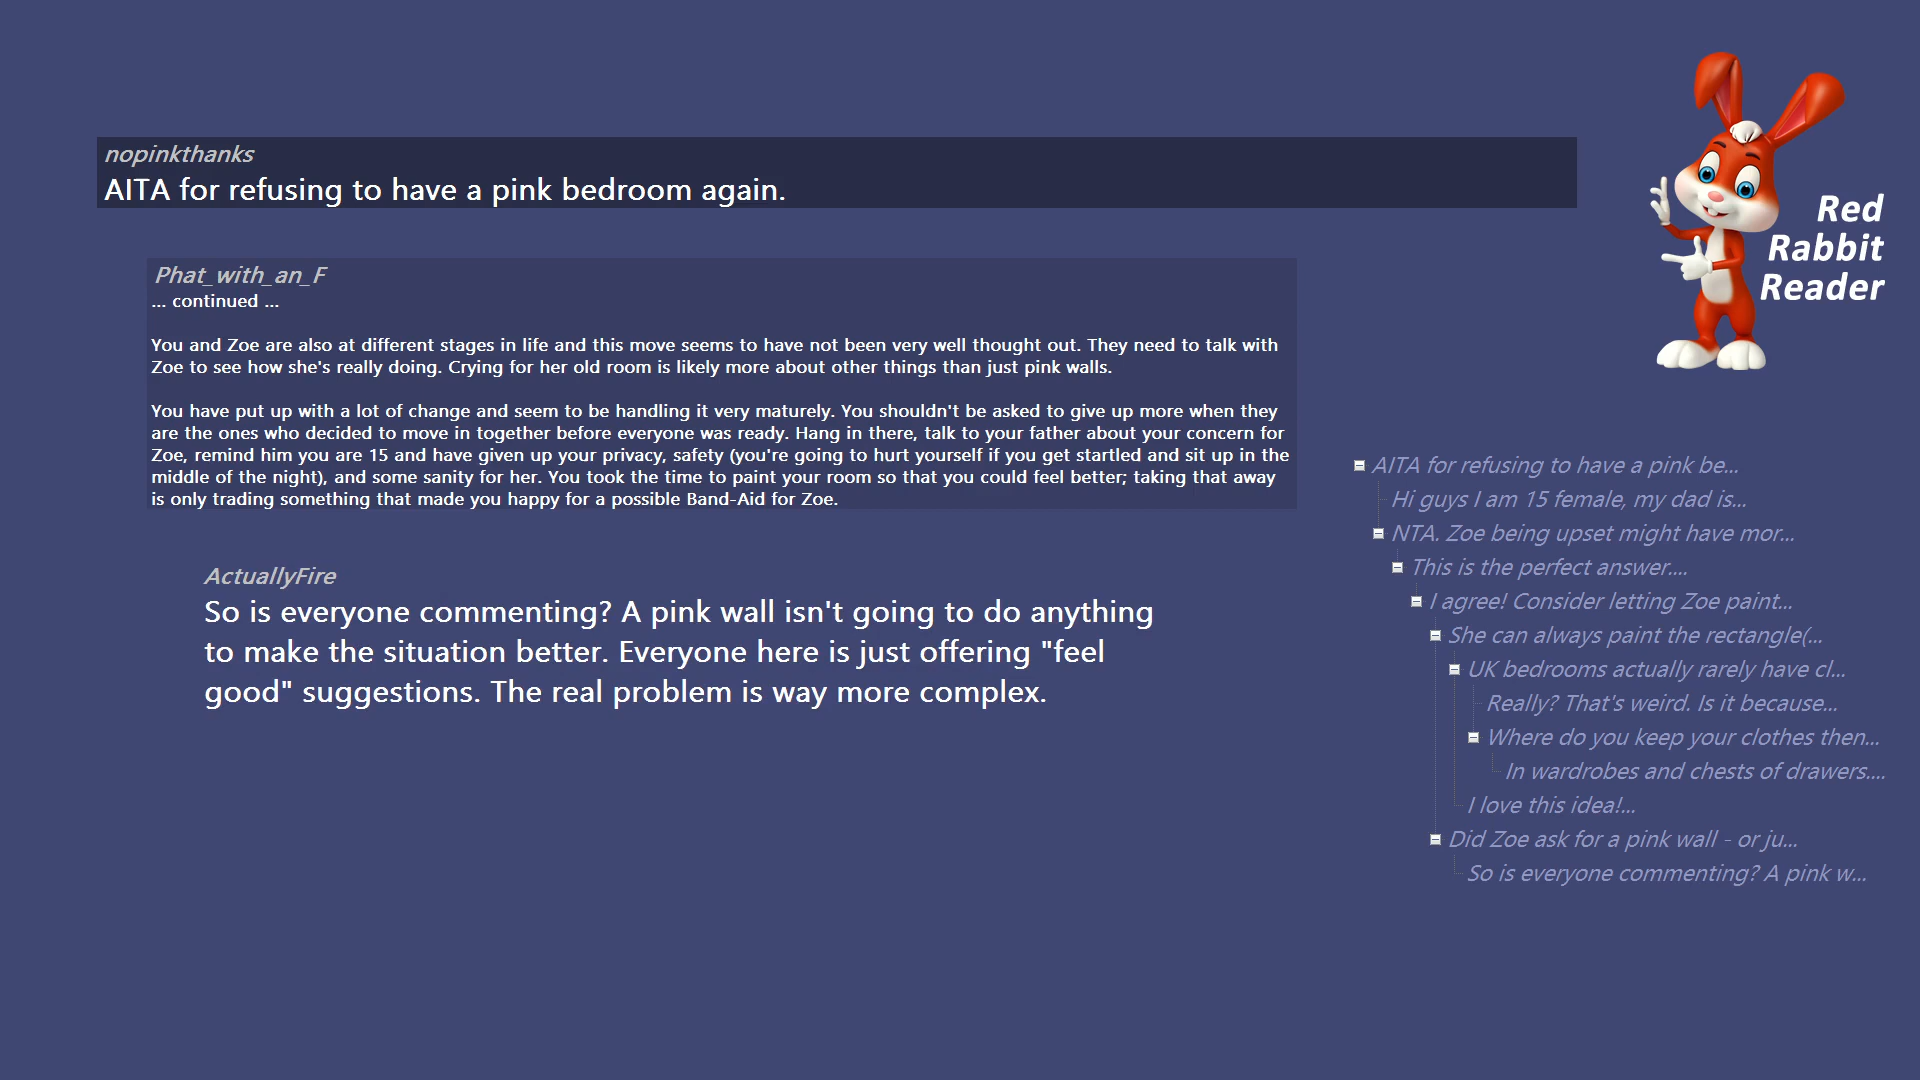 nopinkthanks
AITA for refusing to have a pink bedroom again.
Phat_with_an_F
... continued ...
You and Zoe are also at different stages in life and this move seems to have not been very well thought out. They need to talk with
Zoe to see how she's really doing. Crying for her old room is likely more about other things than just pink walls.
You have put up with a lot of change and seem to be handling it very maturely. You shouldn't be asked to give up more when they
are the ones who decided to move in together before everyone was ready. Hang in there, talk to your father about your concern for
Zoe, remind him you are 15 and have given up your privacy, safety (you're going to hurt yourself if you get startled and sit up in the
middle of the night), and some sanity for her. You took the time to paint your room so that you could feel better; taking that away
is only trading something that made you happy for a possible Band-Aid for Zoe.
ActuallyFire
So is everyone commenting? A pink wall isn't going to do anything
to make the situation better. Everyone here is just offering "feel
good" suggestions. The real problem is way more complex.
Red
Rabbit
Reader
AITA for refusing to have a pink be...
Hi guys I am 15 female, my dad is...
NTA. Zoe being upset might have mor...
This is the perfect answer....
I agree! Consider letting Zoe paint...
She can always paint the rectangle(...
UK bedrooms actually rarely have cl...
Really? That's weird. Is it because...
Where do you keep your clothes then...
In wardrobes and chests of drawers....
I love this idea!...
Did Zoe ask for a pink wall - or ju...
So is everyone commenting? A pink w...